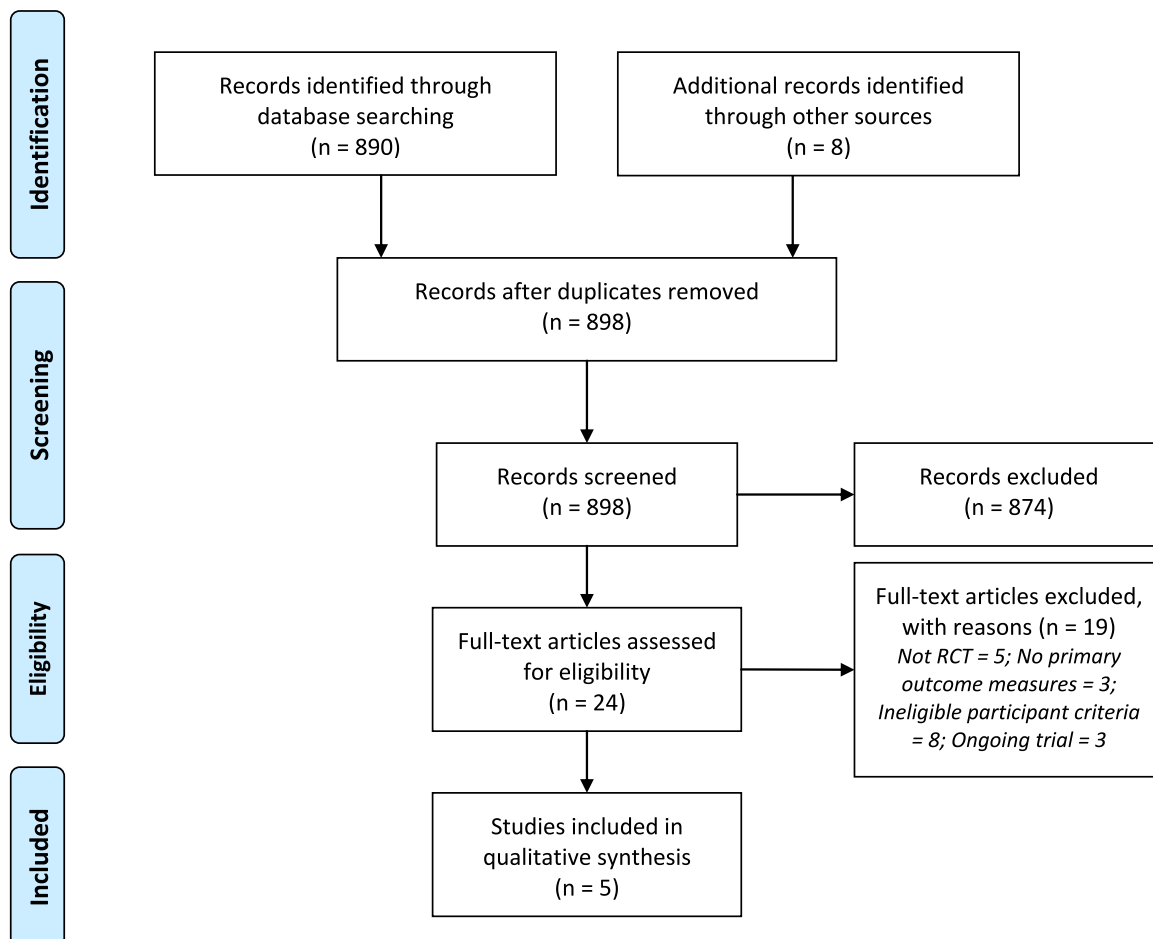 Identification
Records identified through
database searching
(n = 890)
Additional records identified
through other sources
(n = 8)
Screening
Records after duplicates removed
(n = 898)
Records screened
(n = 898)
Records excluded
(n = 874)
Eligibility
Full-text articles assessed
for eligibility
(n = 24)
Full-text articles excluded,
with reasons (n = 19)
Not RCT = 5; No primary
outcome measures = 3;
Ineligible participant criteria
= 8; Ongoing trial = 3
Included
Studies included in
qualitative synthesis
(n = 5)